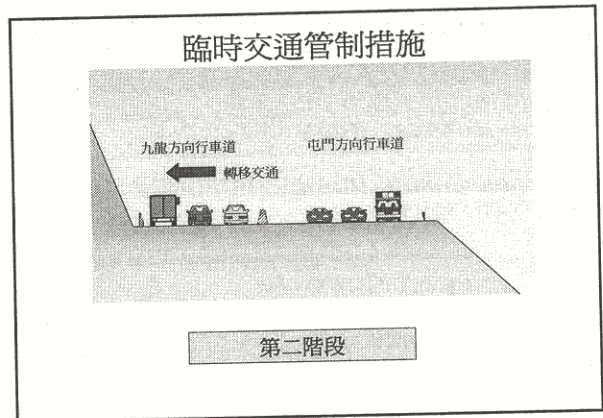 臨時交通管制措施
九龍方向行車道
屯門方向行車道
轉移交通
第二階段